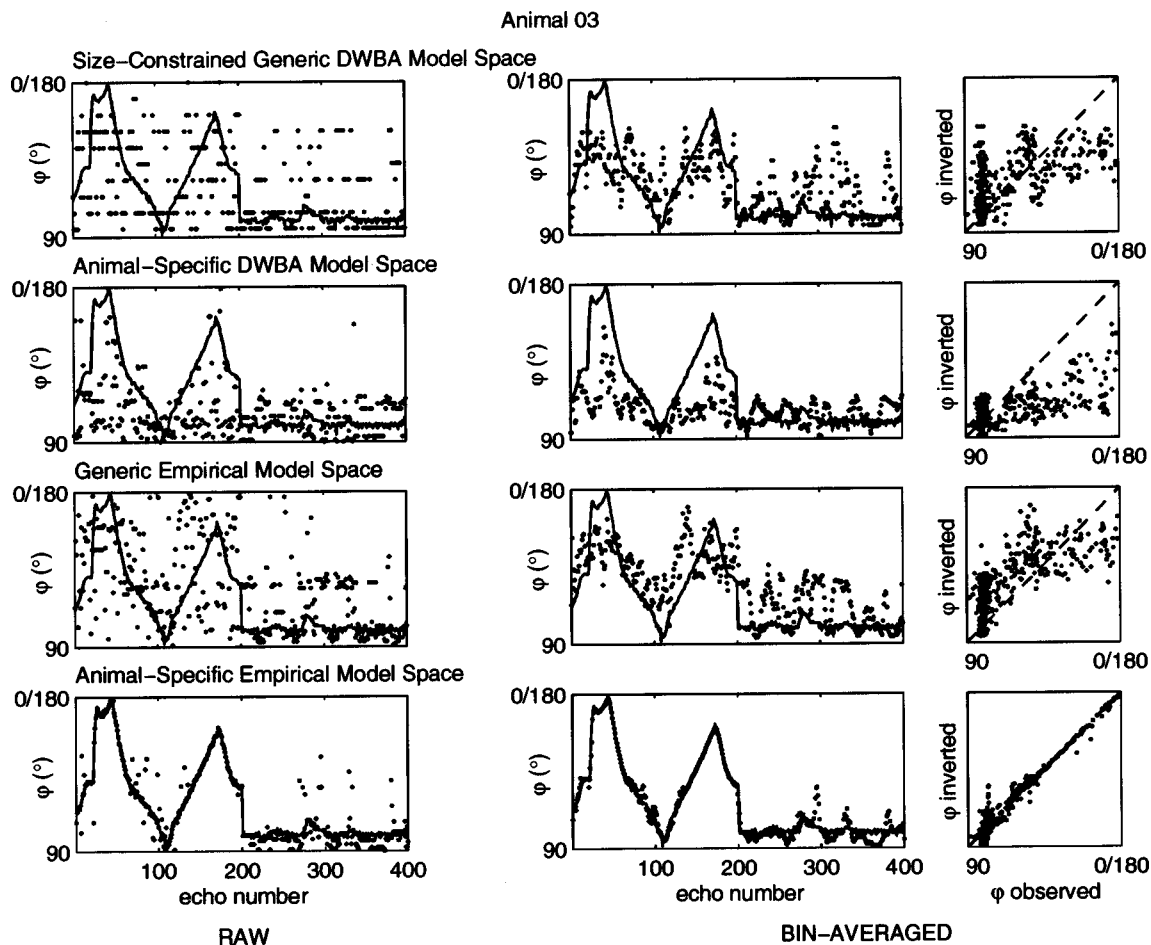 Animal 03
Size-Constrained Generic DWBA Model Space
0/180
φ (°)
90
0/180
φ (°)
90
φ inverted
90 0/180
Animal-Specific DWBA Model Space
0/180
φ (°)
90
0/180
φ (°)
90
φ inverted
90 0/180
Generic Empirical Model Space
0/180
φ (°)
90
0/180
φ (°)
90
φ inverted
90 0/180
Animal-Specific Empirical Model Space
0/180
φ (°)
90
100 200 300 400
echo number
0/180
φ (°)
90
100 200 300 400
echo number
φ inverted
90 0/180
φ observed
RAW
BIN-AVERAGED